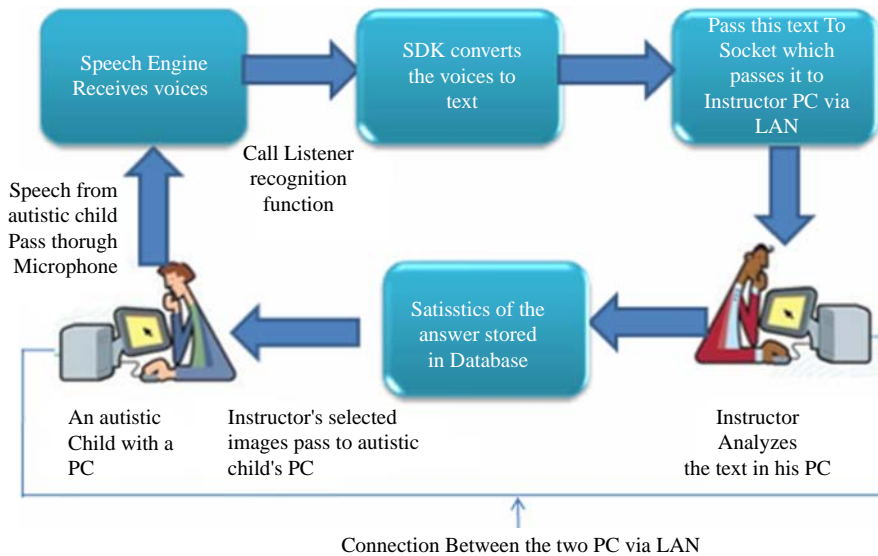 Speech Engine
Receives voices
SDK converts
the voices to
text
Pass this text To
Socket which
passes it to
Instructor PC via
LAN
Call Listener
recognition
function
Speech from
autistic child
Pass thorugh
Microphone
Satisstics of the
answer stored
in Database
An autistic
Child with a
PC
Instructor's selected
images pass to autistic
child's PC
Instructor
Analyzes
the text in his PC
Connection Between the two PC via LAN